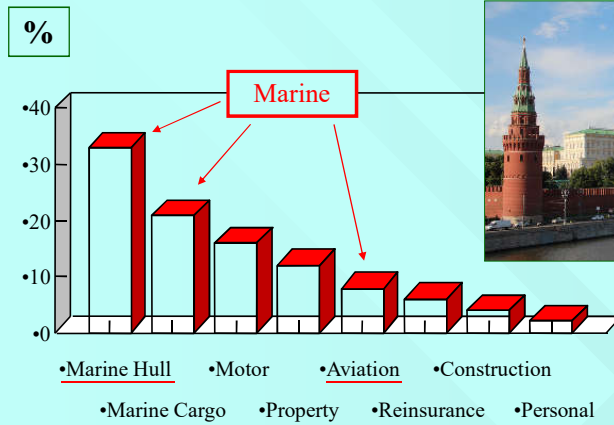 %
Marine
•40
•30
•20
•10
•0
•Marine Hull •Motor •Aviation •Construction
•Marine Cargo •Property •Reinsurance •Personal